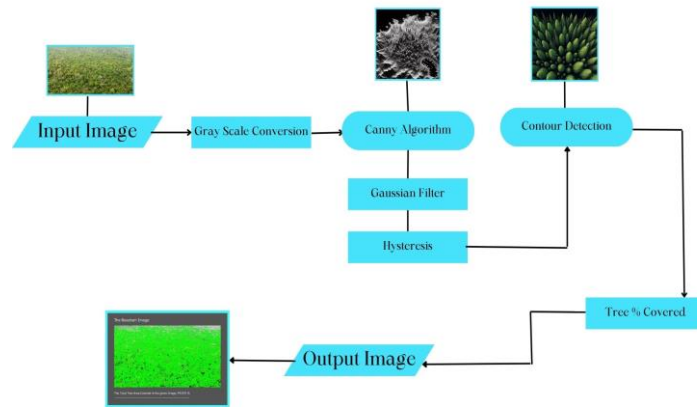 Input Image
Gray Scale Conversion
Canny Algorithm
Contour Detection
Gaussian Filter
Hysteresis
Tree % Covered
Output Image
The Resultant Image